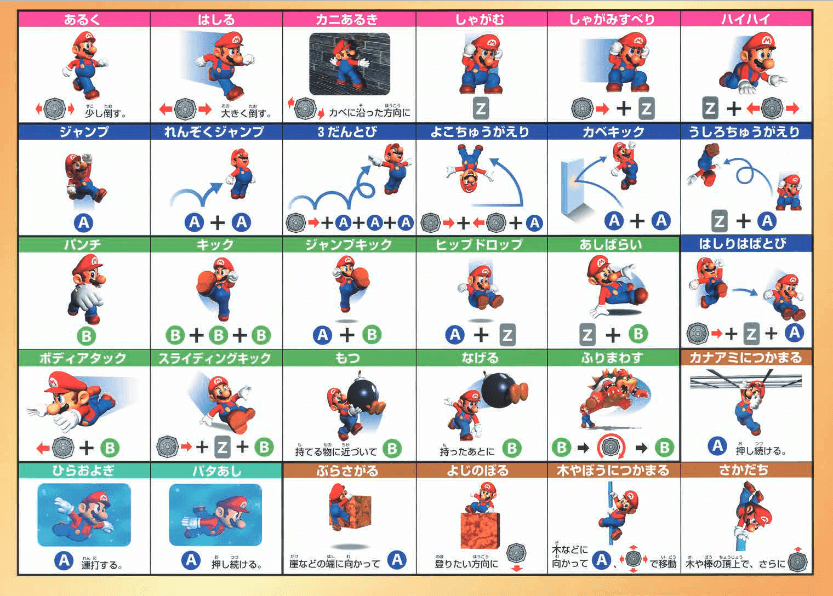 あるく
はしる
カニあるき
しゃがむ
しゃがみすべり
ハイハイ
少し倒す。
大きく倒す。
カベに沿った方向に
Z
+ Z
Z +
ジャンプ
れんぞくジャンプ
3だんとび
よこちゅうがえり
カベキック
うしろちゅうがえり
A
A + A
+ A + A + A
+ + A
A + A
Z + A
パンチ
キック
ジャンプキック
ヒップドロップ
あしばらい
はしりはばとび
B
B + B + B
A + B
A + Z
Z + B
+ Z + A
ボディアタック
スライディングキック
もつ
なげる
ふりまわす
カナアミにつかまる
+ B
+ Z + B
持てる物に近づいて B
持ったあとに B
B B
A 押し続ける。
ひらおよぎ
バタあし
ぶらさがる
よじのぼる
木やぼうにつかまる
さかだち
A 連打する。
A 押し続ける。
崖などの端に向かって A
登りたい方向に
木などに
向かって A 、 で移動
木や棒の頂上で、さらに